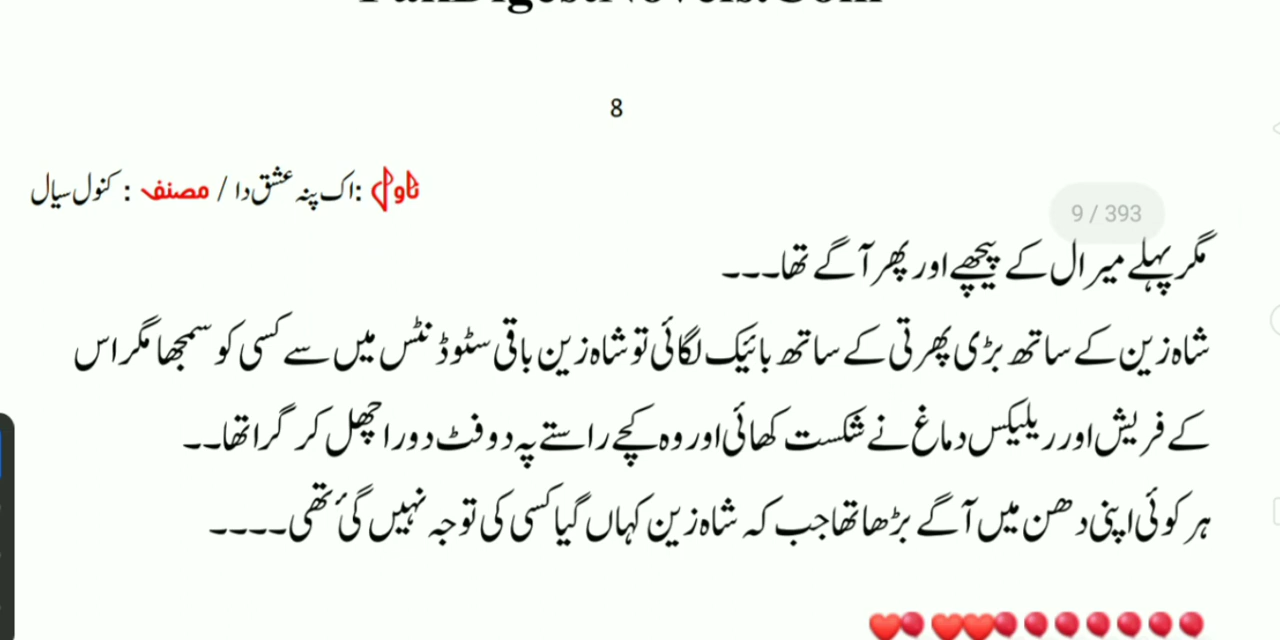 PakDigestNovels.Com
8
ناول :اک پنہ عشق دا / مصنف : کنول سیال
9 / 393
مگر پہلے میرال کے پیچھے اور پھر آگے تھا۔۔۔
شاہ زین کے ساتھ بڑی پھرتی کے ساتھ بائیک لگائی تو شاہ زین باقی سٹوڈنٹس میں سے کسی کو سمجھا مگر اس
کے فریش اور ریلیکس دماغ نے شکست کھائی اور وہ کچے راستے پہ دو فٹ دور اچھل کر گرا تھا۔۔
ہر کوئی اپنی دھن میں آگے بڑھا تھا جب کہ شاہ زین کہاں گیا کسی کی توجہ نہیں گیٔ تھی۔۔۔۔